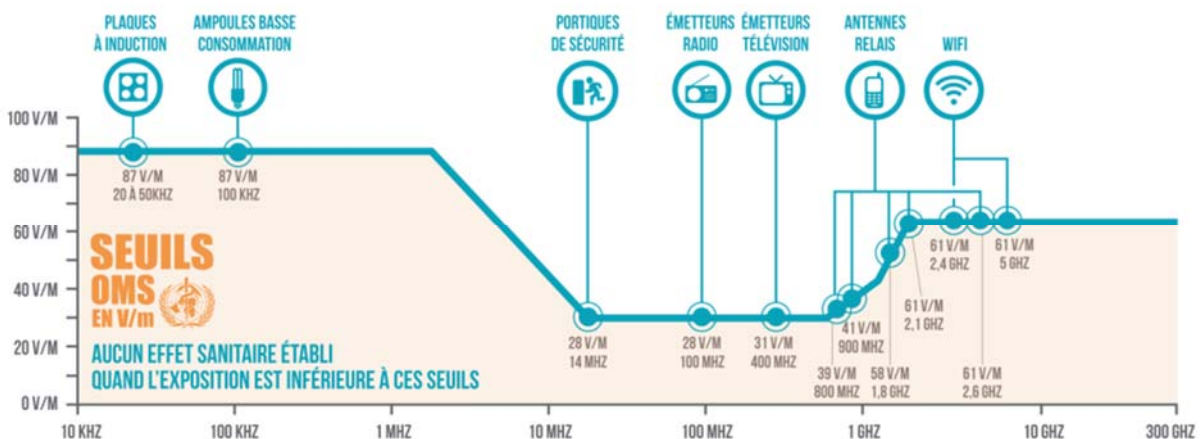 PLAQUES
À INDUCTION
AMPOULES BASSE
CONSOMMATION
PORTIQUES
DE SÉCURITÉ
ÉMETTEURS
RADIO
ÉMETTEURS
TÉLÉVISION
ANTENNES
RELAIS
WIFI
100 V/M
80 V/M
60 V/M
40 V/M
20 V/M
0 V/M
87 V/M
20 À 50KHZ
87 V/M
100 KHZ
SEUILS
OMS
EN V/m
AUCUN EFFET SANITAIRE ÉTABLI
QUAND L'EXPOSITION EST INFÉRIEURE À CES SEUILS
28 V/M
14 MHZ
28 V/M
100 MHZ
31 V/M
400 MHZ
39 V/M
800 MHZ
41 V/M
900 MHZ
58 V/M
1,8 GHZ
61 V/M
2,1 GHZ
61 V/M
2,4 GHZ
61 V/M
2,6 GHZ
61 V/M
5 GHZ
10 KHZ
100 KHZ
1 MHZ
10 MHZ
100 MHZ
1 GHZ
10 GHZ
300 GHZ